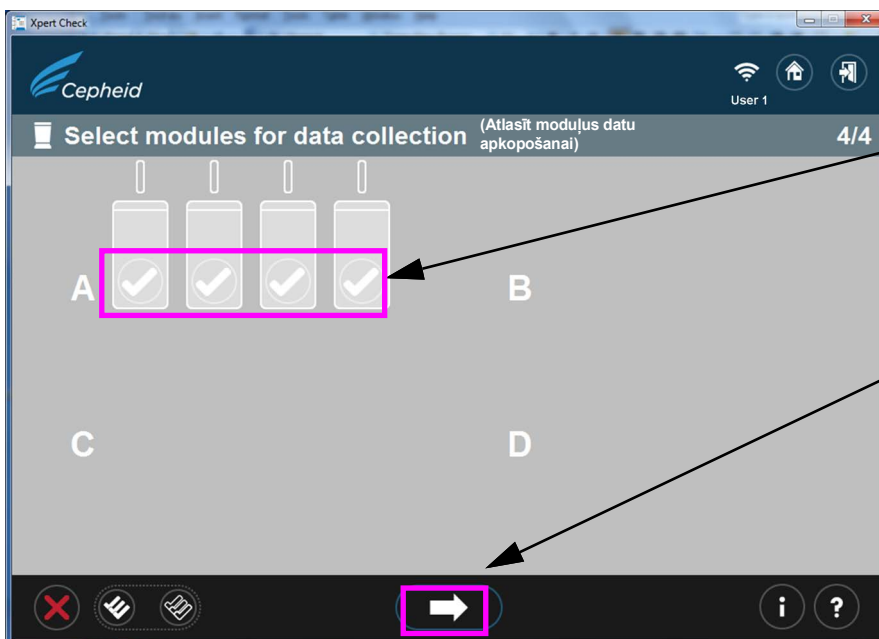 Xpert Check
Cepheid
User 1
Select modules for data collection
(Atlasīt moduļus datu
apkopošanai)
4/4
A
B
C
D
i
?